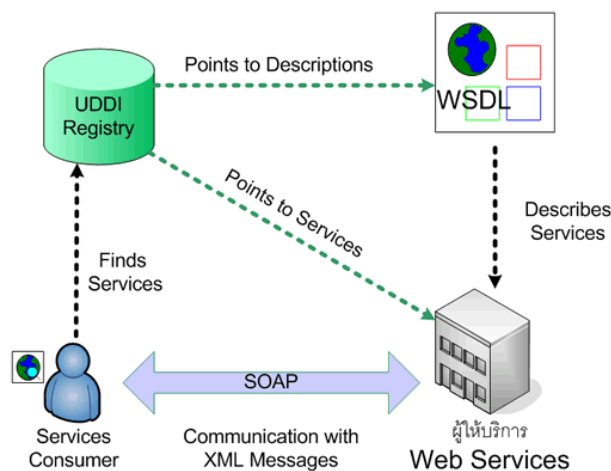 UDDI
Registry
Points to Descriptions
WSDL
Points to Services
Describes
Services
Finds
Services
SOAP
Services
Consumer
Communication with
XML Messages
ผู้ให้บริการ
Web Services